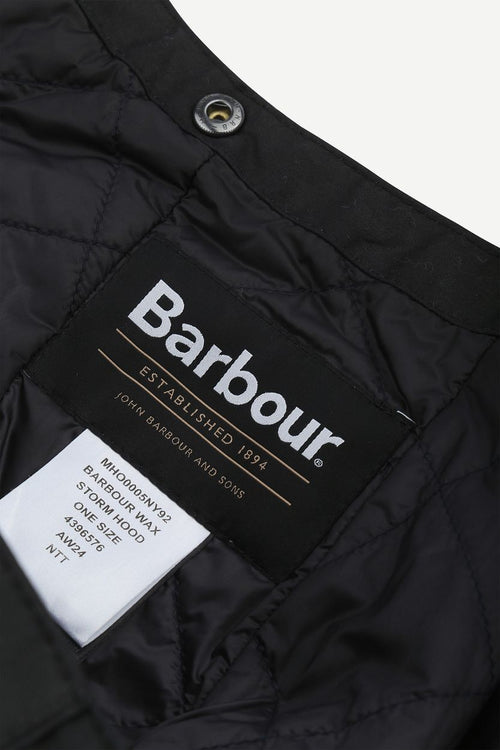 Barbour®
ESTABLISHED 1894
JOHN BARBOUR AND SONS
MHO0005NY92
BARBOUR WAX
STORM HOOD
ONE SIZE
4396576
AW24
NTT